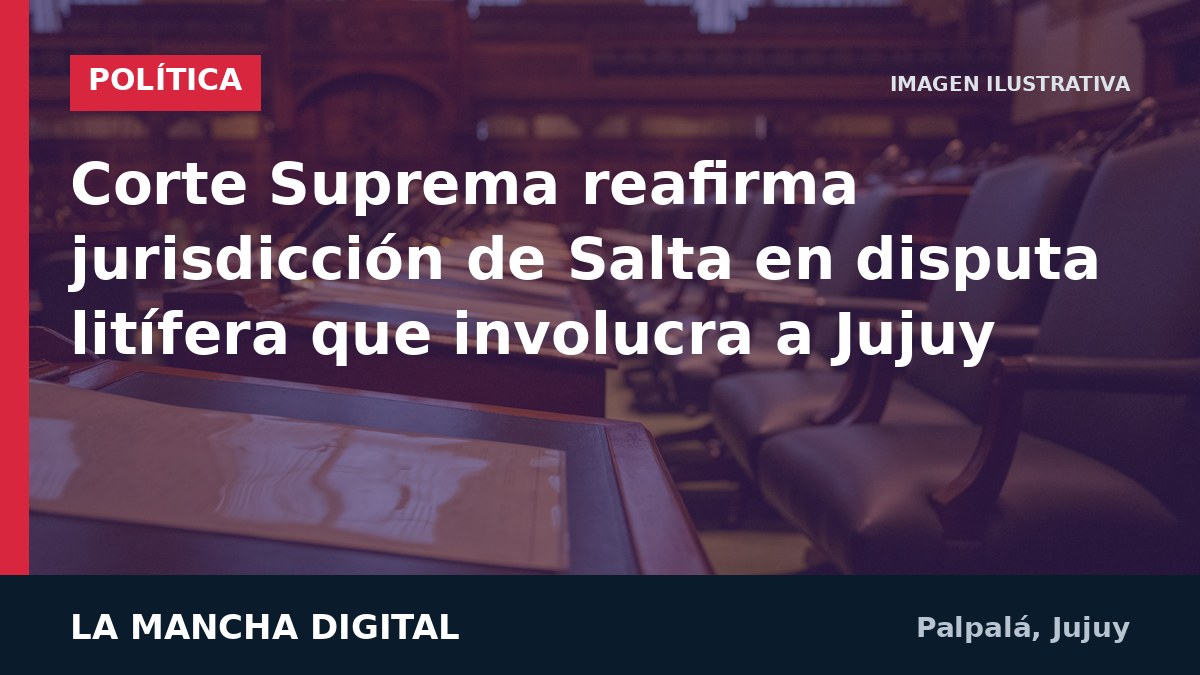 POLÍTICA
IMAGEN ILUSTRATIVA
Corte Suprema reafirma
jurisdicción de Salta en disputa
litífera que involucra a Jujuy
LA MANCHA DIGITAL
Palpalá, Jujuy